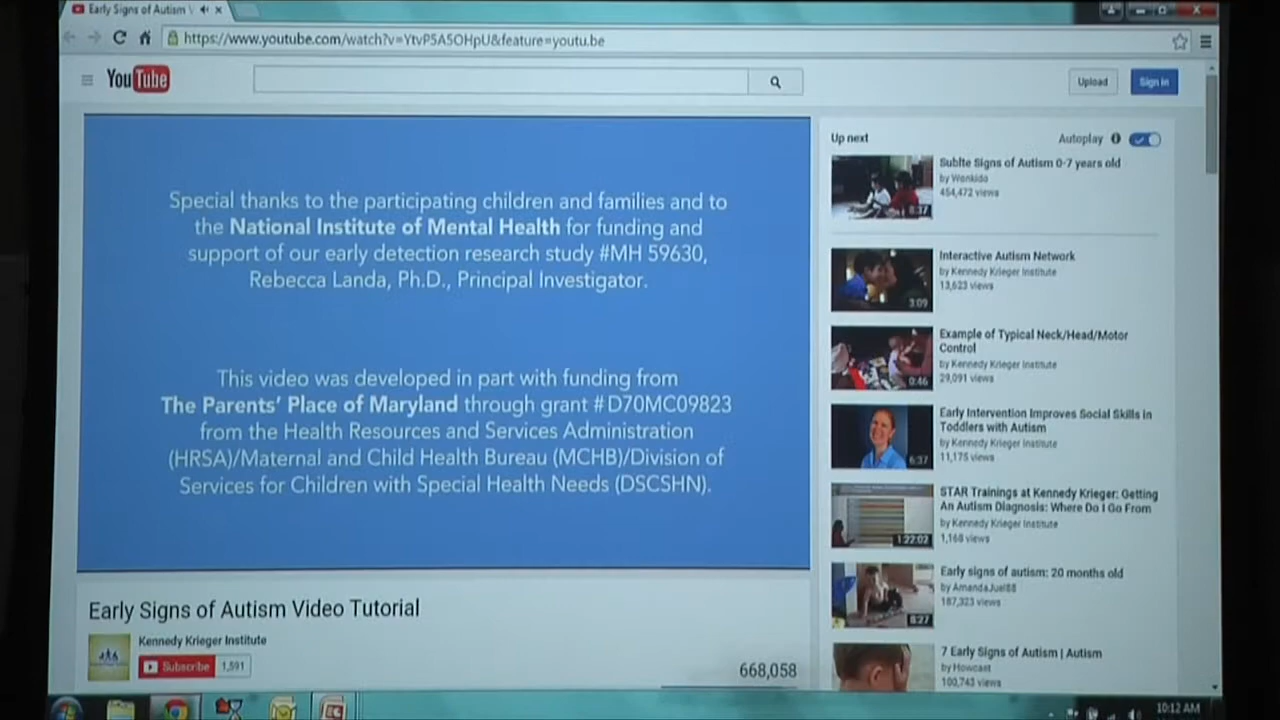 Early Signs of Autism V
https://www.youtube.com/watch?v=YtvP5A5OHpU&feature=youtu.be
YouTube
Upload
Sign in
Special thanks to the participating children and families and to
the National Institute of Mental Health for funding and
support of our early detection research study #MH 59630,
Rebecca Landa, Ph.D., Principal Investigator.
This video was developed in part with funding from
The Parents' Place of Maryland through grant #D70MC09823
from the Health Resources and Services Administration
(HRSA)/Maternal and Child Health Bureau (MCHB)/Division of
Services for Children with Special Health Needs (DSCSHN).
Early Signs of Autism Video Tutorial
Kennedy Krieger Institute
Subscribe
1,591
668,058
Up next
Autoplay
Sublte Signs of Autism 0-7 years old
by Wonkido
454,472 views
8:37
Interactive Autism Network
by Kennedy Krieger Institute
13,623 views
3:09
Example of Typical Neck/Head/Motor
Control
by Kennedy Krieger Institute
29,091 views
0:46
Early Intervention Improves Social Skills in
Toddlers with Autism
by Kennedy Krieger Institute
11,175 views
6:37
STAR Trainings at Kennedy Krieger: Getting
An Autism Diagnosis: Where Do I Go From
by Kennedy Krieger Institute
1,168 views
1:22:02
Early signs of autism: 20 months old
by AmandaJuel88
187,323 views
8:27
7 Early Signs of Autism | Autism
by Howcast
100,743 views
10:12 AM